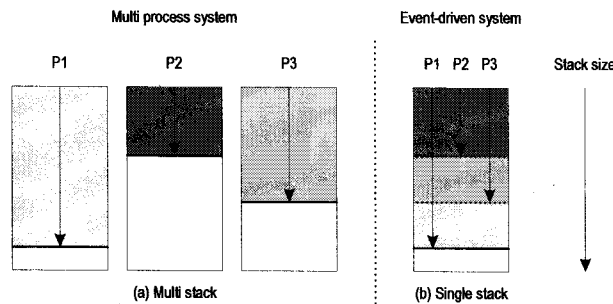 Multi process system
Event-driven system
P1
P2
P3
P1 P2 P3
Stack size
(a) Multi stack
(b) Single stack